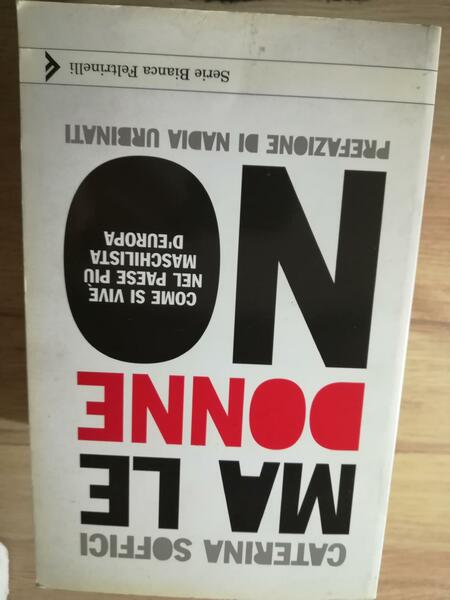 CATERINA SOFFICI
MA LE
DONNE
NO
COME SI VIVE
NEL PAESE PIÙ
MASCHILISTA
D'EUROPA
PREFAZIONE DI NADIA URBINATI
Serie Bianca Feltrinelli